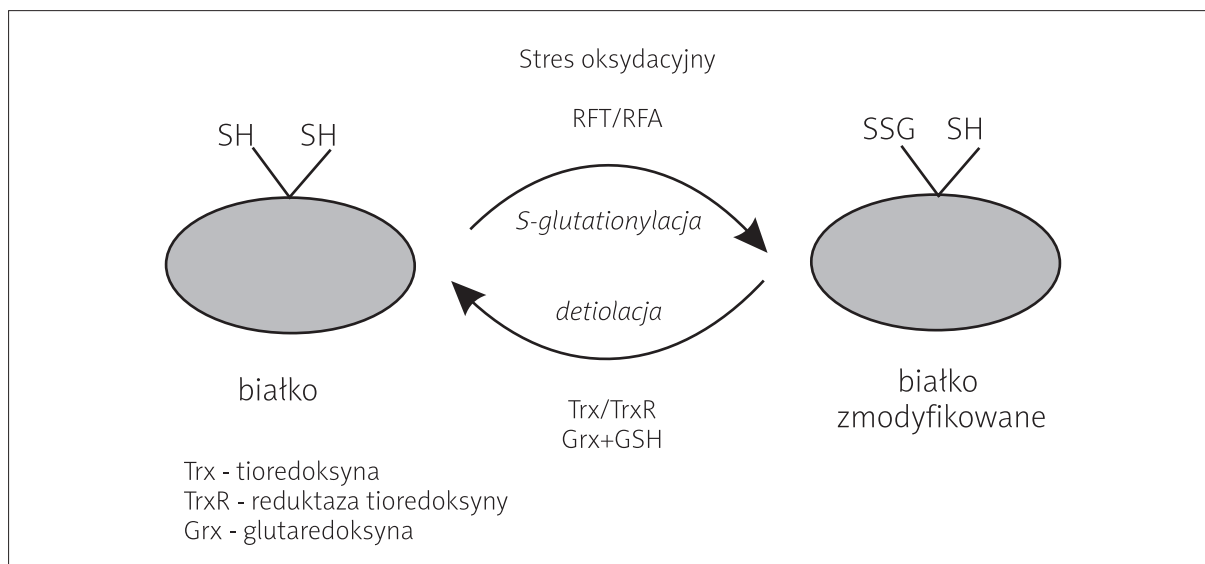 Stres oksydacyjny
RFT/RFA
SH SH
SSG SH
S-glutationylacja
detiolacja
białko
białko
zmodyfikowane
Trx/TrxR
Grx+GSH
Trx - tioredoksyna
TrxR - reduktaza tioredoksyny
Grx - glutaredoksyna